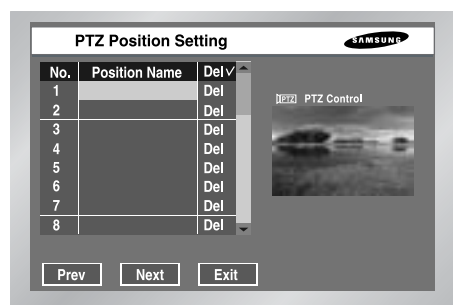 PTZ Position Setting
SAMSUNG
No. Position Name Del✓
1 Del
2 Del
3 Del
4 Del
5 Del
6 Del
7 Del
8 Del
PTZ PTZ Control
Prev Next Exit